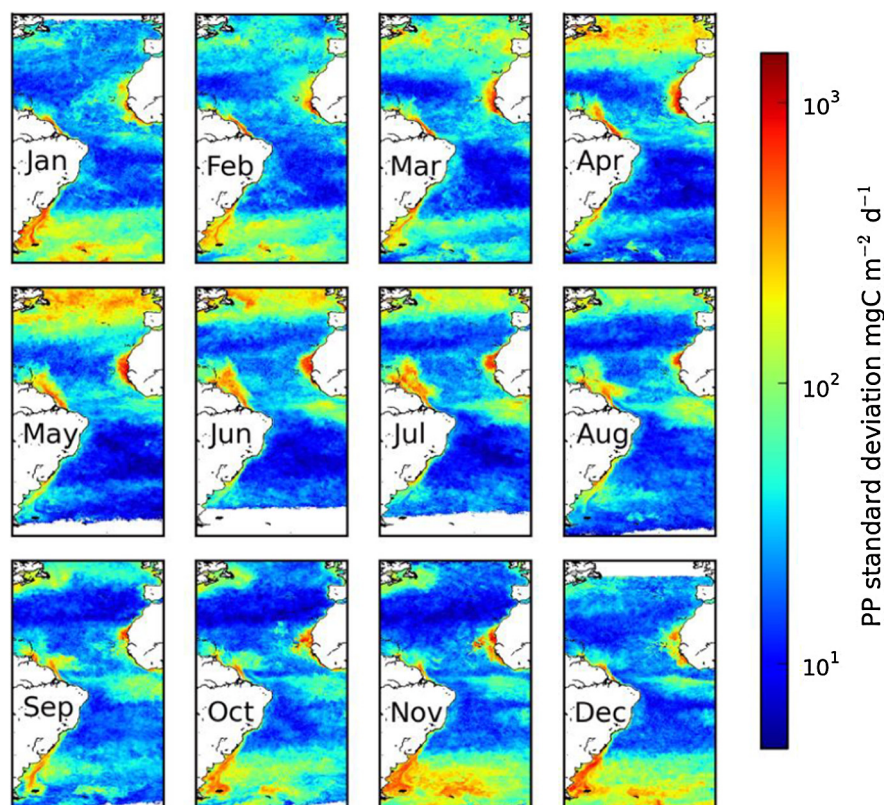 Jan
Feb
Mar
Apr
May
Jun
Jul
Aug
Sep
Oct
Nov
Dec
10³
10²
10¹
PP standard deviation mgC m⁻² d⁻¹